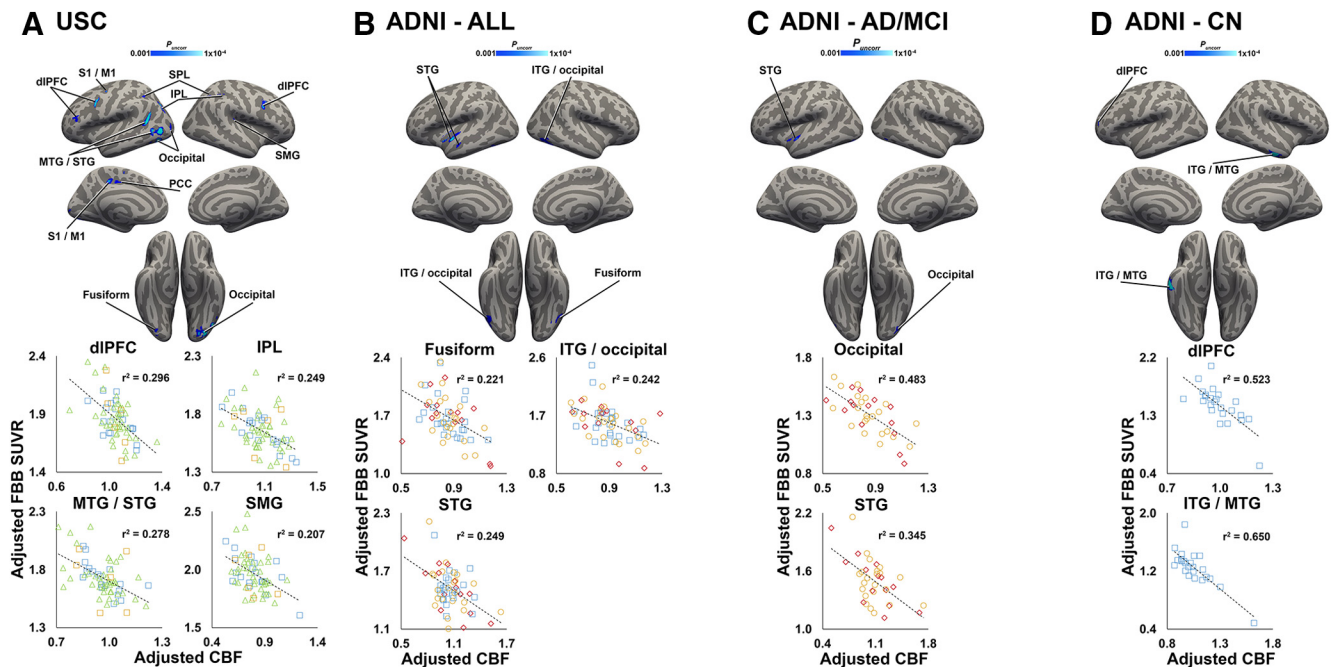 A USC
0.001 Puncorr 1x10-4
S1 / M1
SPL
dlPFC
IPL
dlPFC
MTG / STG
Occipital
SMG
PCC
S1 / M1
Fusiform
Occipital
dlPFC
2.4
r² = 0.296
1.9
1.4
0.6 1.0 1.4
IPL
2.3
r² = 0.249
1.8
1.3
0.7 1.1 1.5
MTG / STG
2.3
r² = 0.278
1.8
1.3
0.7 1.0 1.3
SMG
2.5
r² = 0.207
2.0
1.5
0.4 0.9 1.4
Adjusted FBB SUVR
Adjusted CBF
B ADNI - ALL
0.001 Puncorr 1x10-4
STG
ITG / occipital
ITG / occipital
Fusiform
Fusiform
2.4
r² = 0.221
1.7
1.0
0.5 0.9 1.3
ITG / occipital
2.6
r² = 0.242
1.7
0.8
0.5 0.9 1.3
STG
2.3
r² = 0.249
1.7
1.1
0.5 1.1 1.7
Adjusted FBB SUVR
Adjusted CBF
C ADNI - AD/MCI
0.001 Puncorr 1x10-4
STG
Occipital
Occipital
1.8
r² = 0.483
1.3
0.8
0.5 0.9 1.3
STG
2.2
r² = 0.345
1.6
1.0
0.4 1.1 1.8
Adjusted FBB SUVR
Adjusted CBF
D ADNI - CN
0.001 Puncorr 1x10-4
dlPFC
ITG / MTG
ITG / MTG
dlPFC
2.2
r² = 0.523
1.3
0.4
0.7 1.0 1.3
ITG / MTG
2.0
r² = 0.650
1.2
0.4
0.8 1.3 1.8
Adjusted FBB SUVR
Adjusted CBF